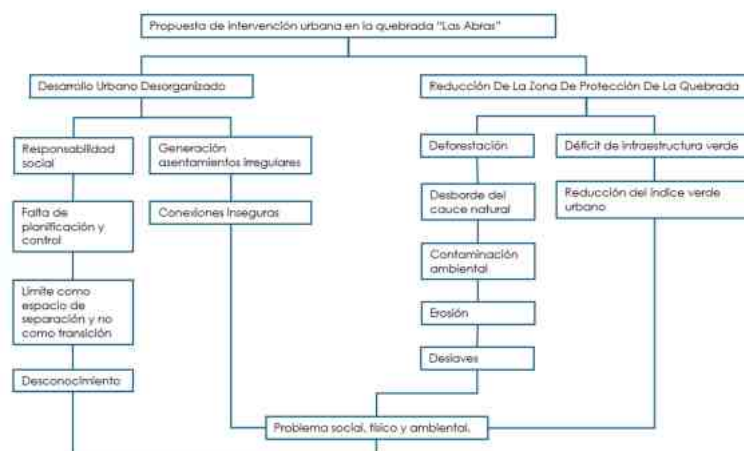 Propuesta de intervención urbana en la quebrada "Las Abras"
Desarrollo Urbano Desorganizado
Reducción De La Zona De Protección De La Quebrada
Responsabilidad
social
Generación
asentamientos irregulares
Deforestación
Déficit de infraestructura verde
Falta de
planificación y
control
Conexiones Inseguras
Desborde del
cauce natural
Reducción del índice verde
urbano
Contaminación
ambiental
Límite como
espacio de
separación y no
como transición
Erosión
Deslaves
Desconocimiento
Problema social, físico y ambiental.